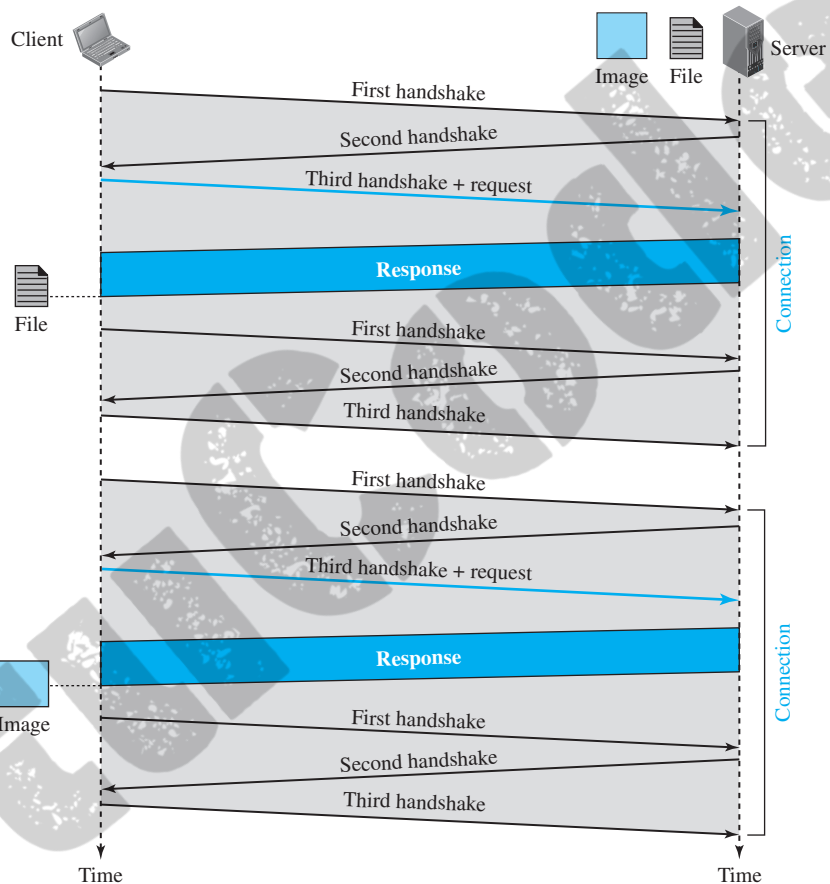 Client
Image
File
Server
First handshake
Second handshake
Third handshake + request
Response
File
First handshake
Second handshake
Third handshake
Connection
First handshake
Second handshake
Third handshake + request
Response
Image
First handshake
Second handshake
Third handshake
Connection
Time
Time